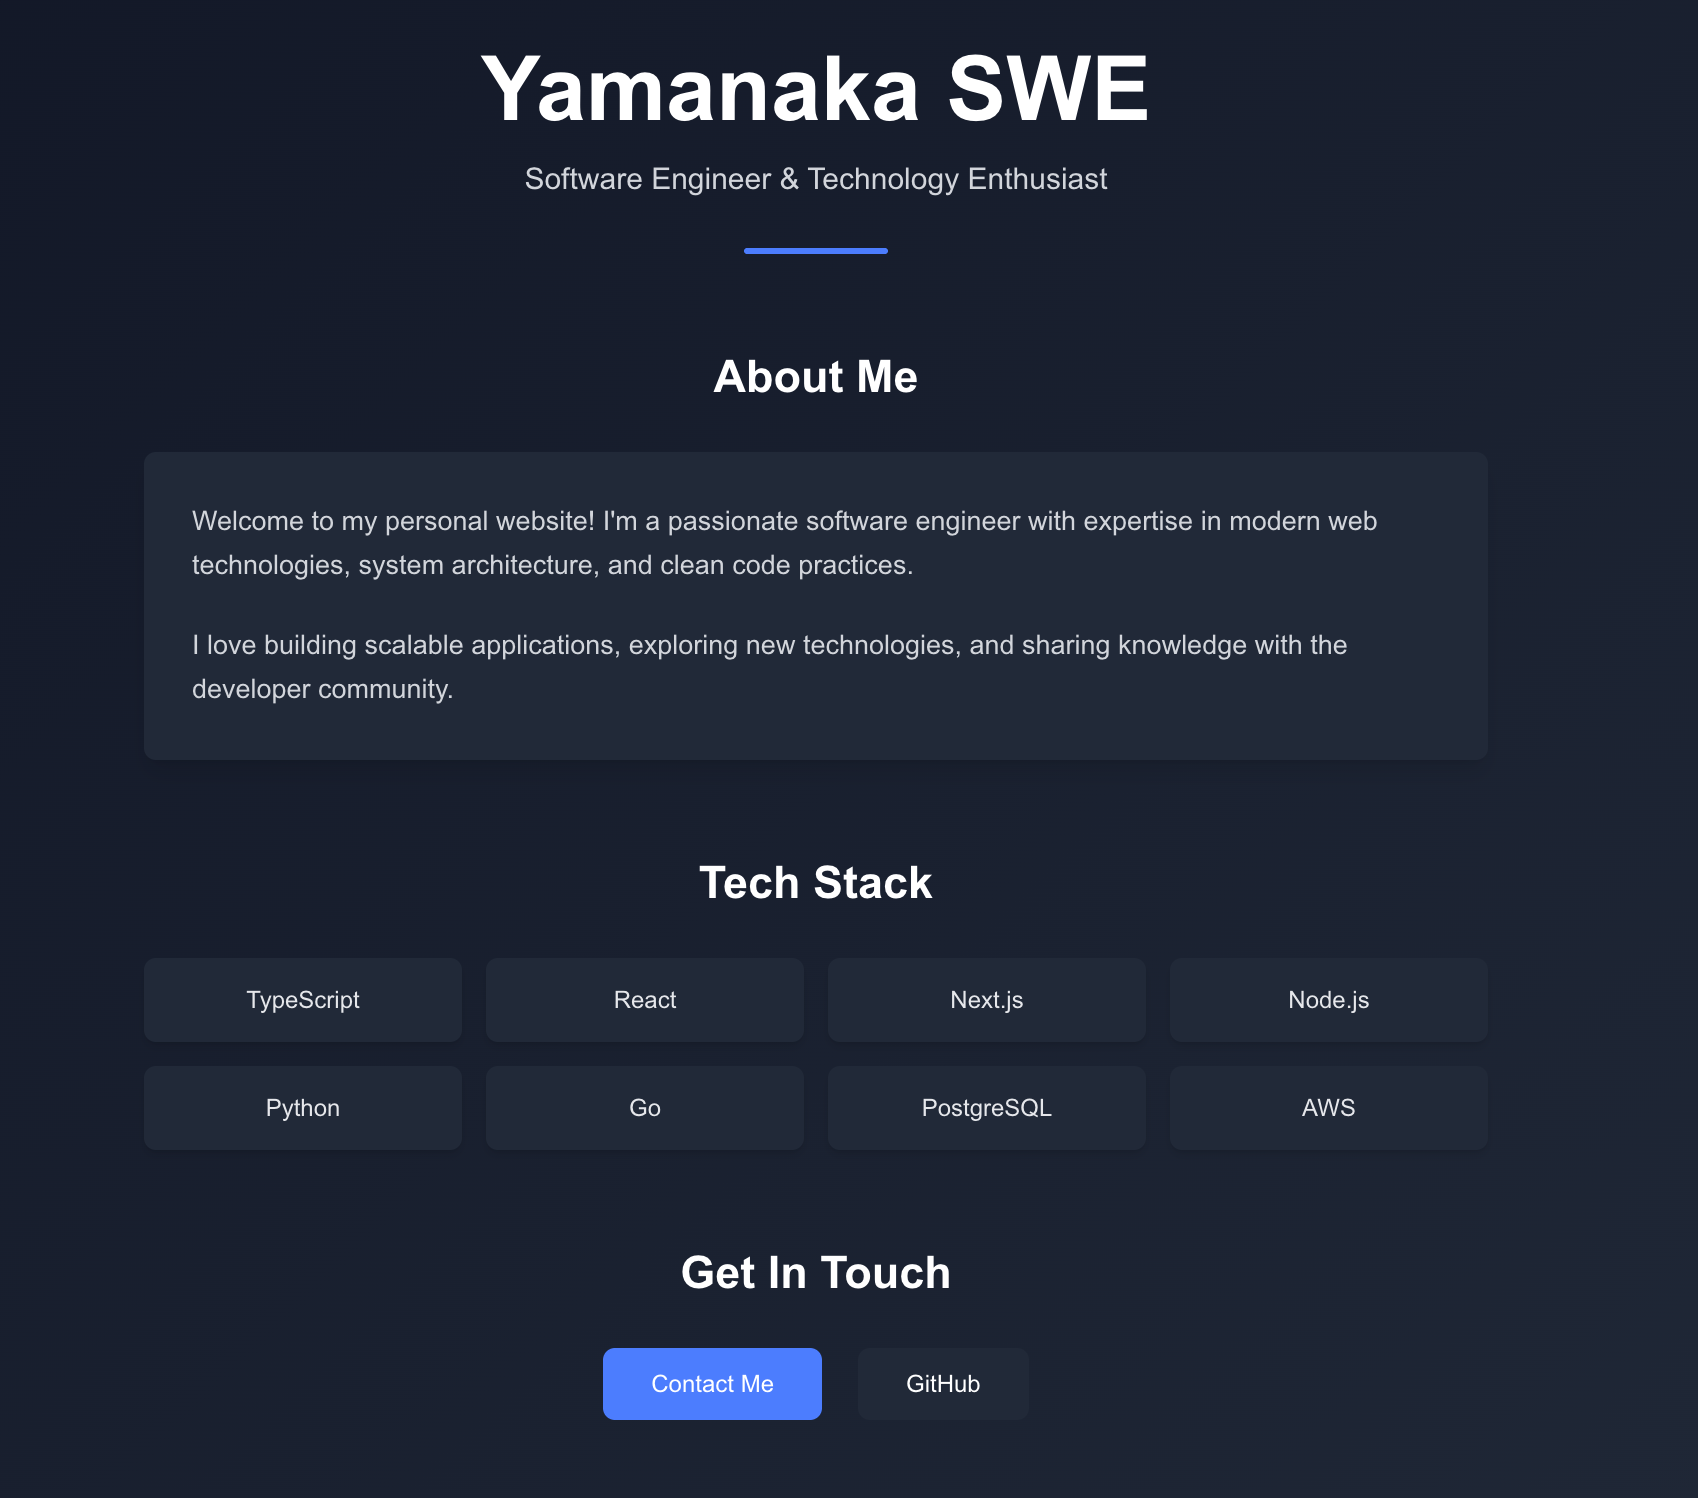 Yamanaka SWE
Software Engineer & Technology Enthusiast
About Me
Welcome to my personal website! I'm a passionate software engineer with expertise in modern web
technologies, system architecture, and clean code practices.
I love building scalable applications, exploring new technologies, and sharing knowledge with the
developer community.
Tech Stack
TypeScript
React
Next.js
Node.js
Python
Go
PostgreSQL
AWS
Get In Touch
Contact Me
GitHub